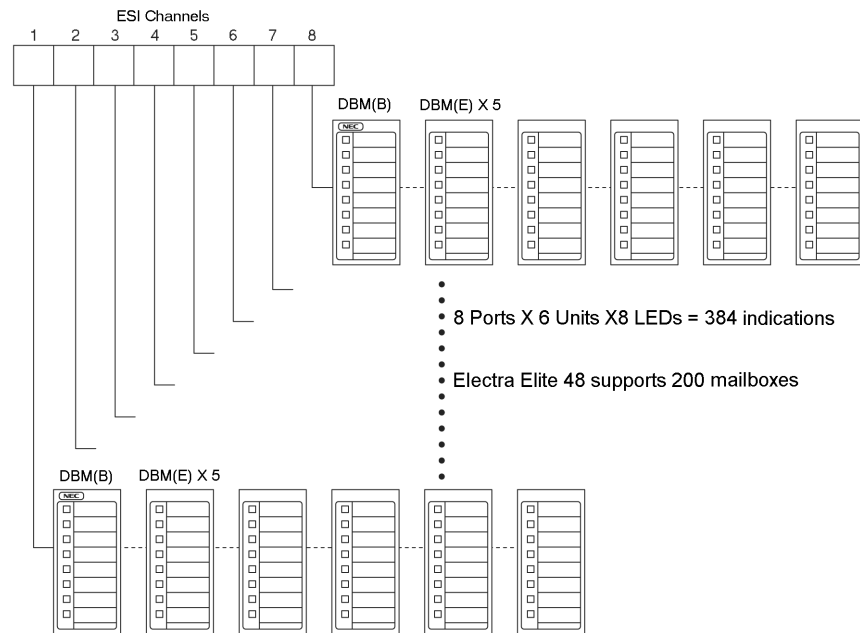 ESI Channels
1 2 3 4 5 6 7 8
DBM(B) DBM(E) X 5
NEC
8 Ports X 6 Units X8 LEDs = 384 indications
Electra Elite 48 supports 200 mailboxes
DBM(B) DBM(E) X 5
NEC